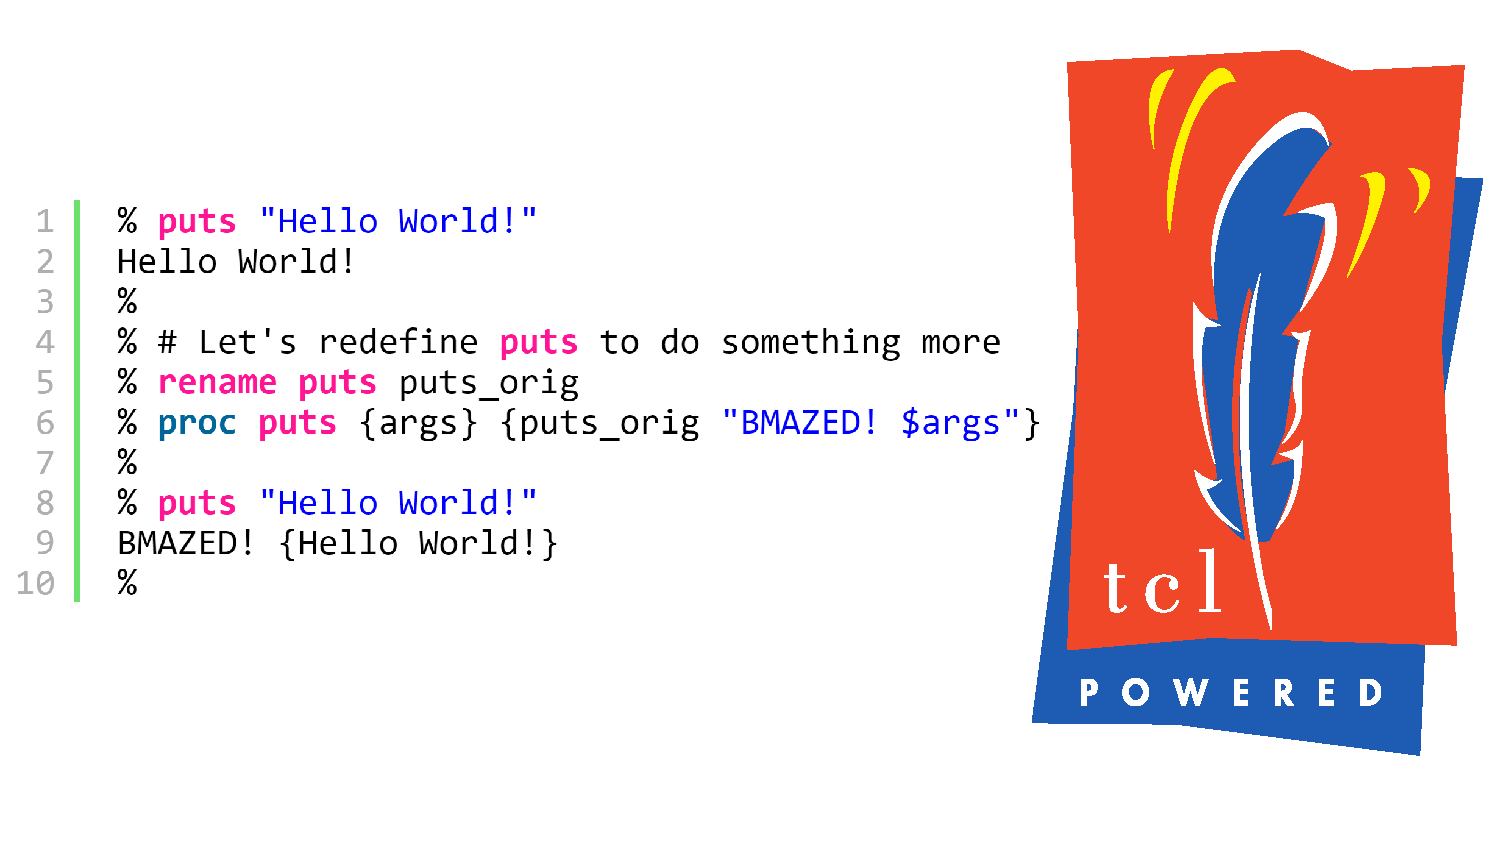 1 % puts "Hello World!"
2 Hello World!
3 %
4 % # Let's redefine puts to do something more
5 % rename puts puts_orig
6 % proc puts {args} {puts_orig "BMAZED! $args"}
7 %
8 % puts "Hello World!"
9 BMAZED! {Hello World!}
10 %
tcl
POWERED